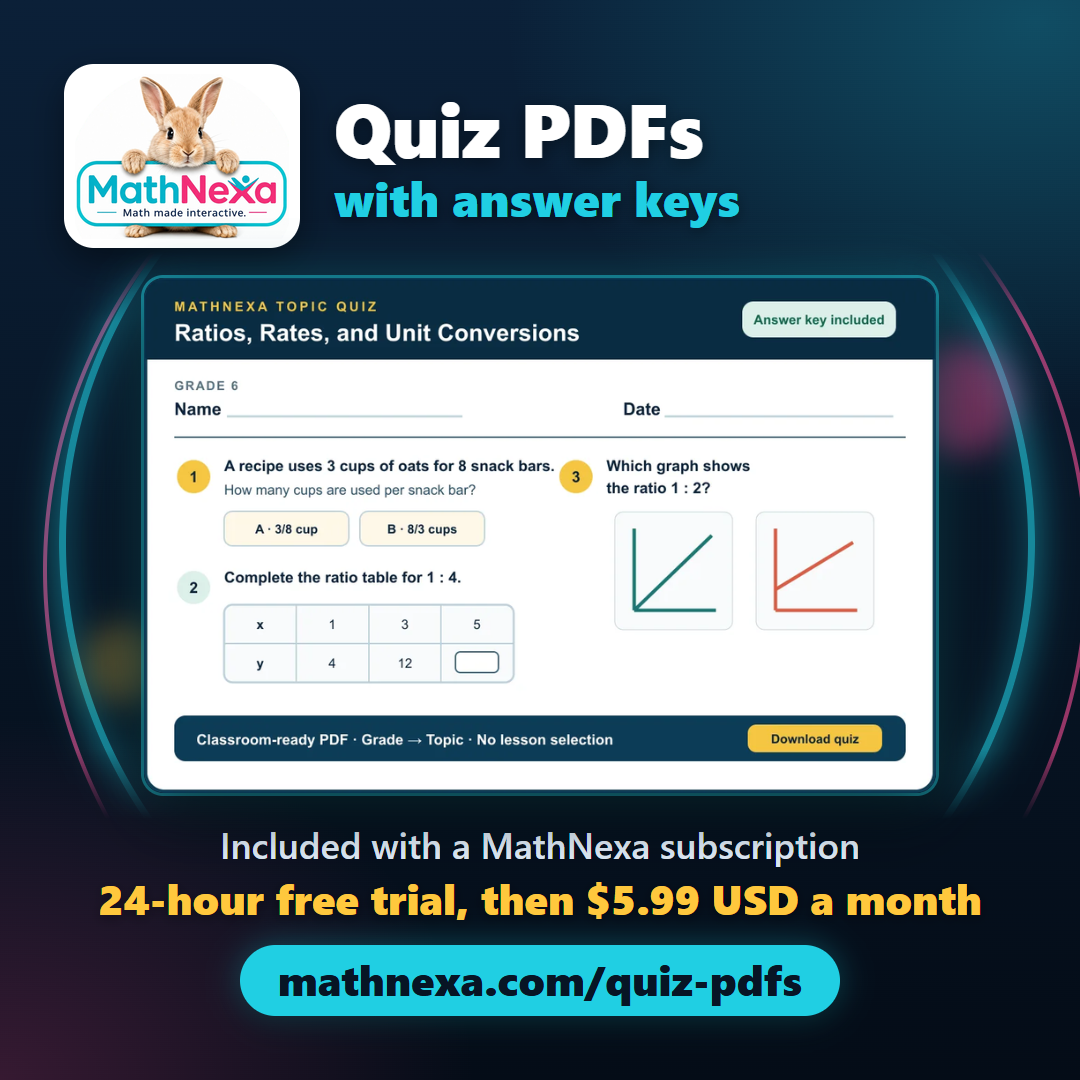 MathNexa
Math made interactive.
Quiz PDFs
with answer keys
MATHNEXA TOPIC QUIZ
Ratios, Rates, and Unit Conversions
Answer key included
GRADE 6
Name
Date
1
A recipe uses 3 cups of oats for 8 snack bars.
How many cups are used per snack bar?
A · 3/8 cup
B · 8/3 cups
2
Complete the ratio table for 1 : 4.
x 1 3 5
y 4 12
3
Which graph shows
the ratio 1 : 2?
Classroom-ready PDF · Grade → Topic · No lesson selection
Download quiz
Included with a MathNexa subscription
24-hour free trial, then $5.99 USD a month
mathnexa.com/quiz-pdfs